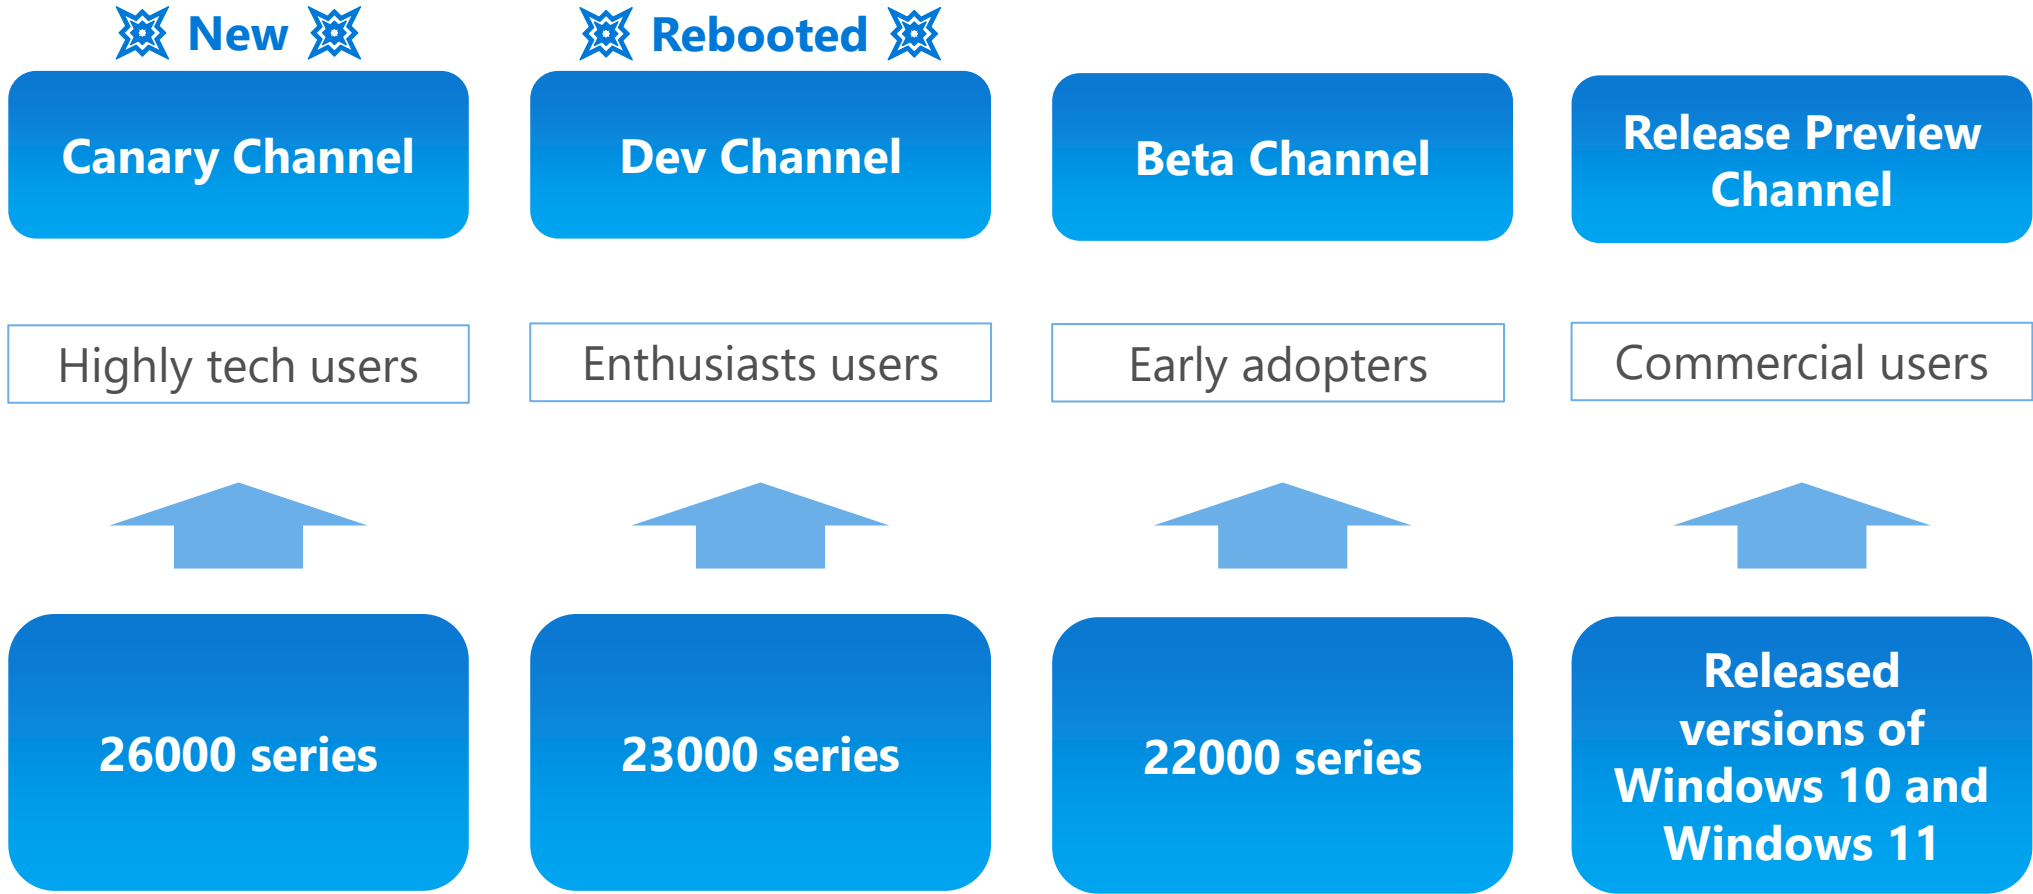 New
Rebooted
Canary Channel
Dev Channel
Beta Channel
Release Preview
Channel
Highly tech users
Enthusiasts users
Early adopters
Commercial users
26000 series
23000 series
22000 series
Released
versions of
Windows 10 and
Windows 11